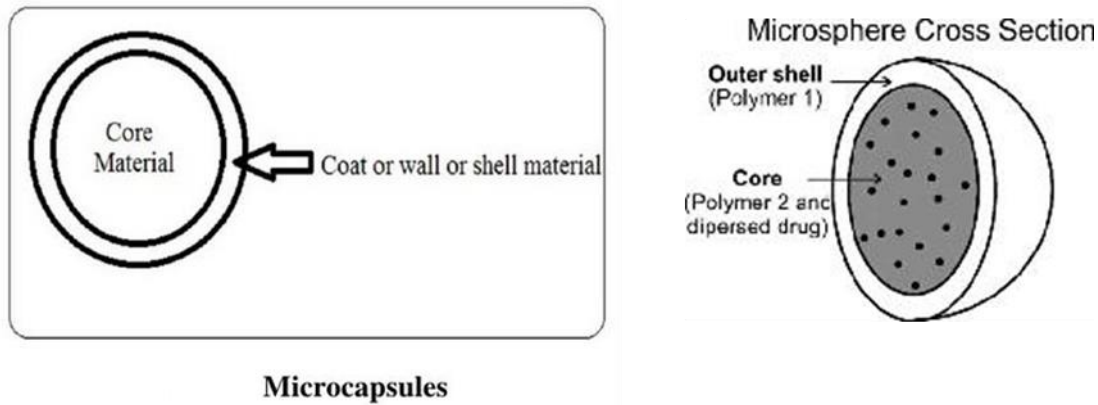 Core
Material
Coat or wall or shell material
Microcapsules
Microsphere Cross Section
Outer shell
(Polymer 1)
Core
(Polymer 2 and
dipersed drug)